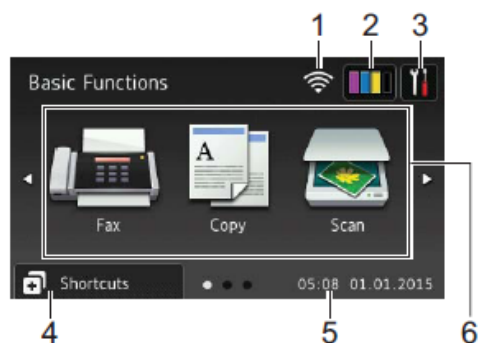 1 2 3
Basic Functions
A
Fax Copy Scan
Shortcuts 05:08 01.01.2015
4 5 6